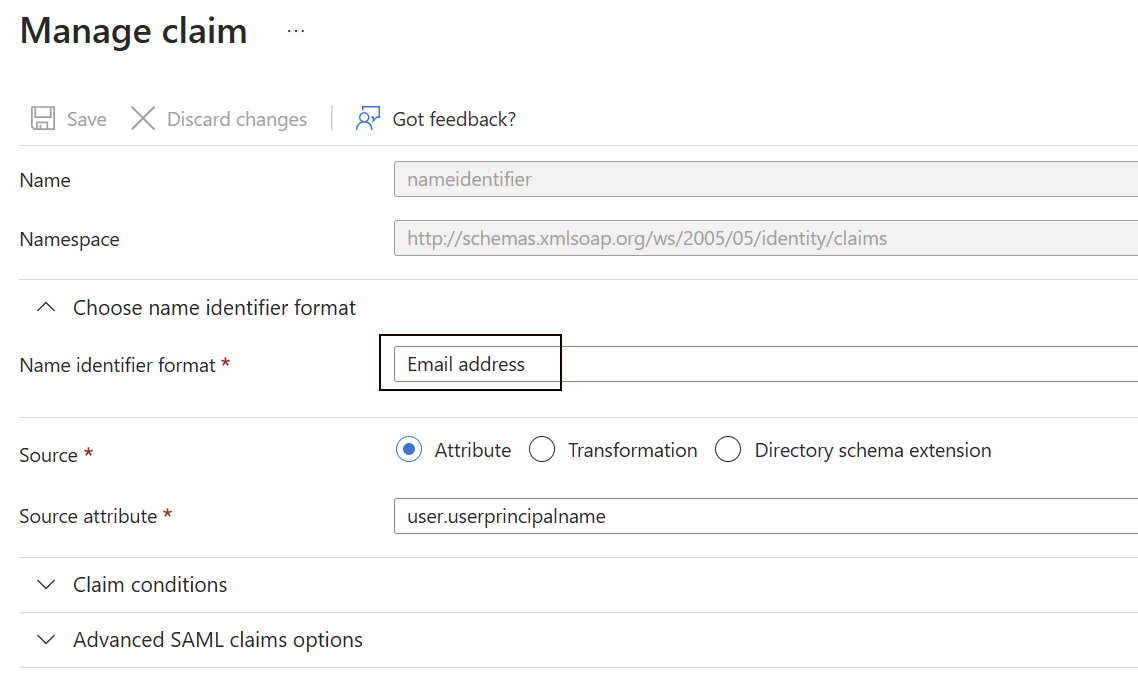 Manage claim ...
Save Discard changes Got feedback?
Name nameidentifier
Namespace http://schemas.xmlsoap.org/ws/2005/05/identity/claims
Choose name identifier format
Name identifier format * Email address
Source * Attribute Transformation Directory schema extension
Source attribute * user.userprincipalname
Claim conditions
Advanced SAML claims options